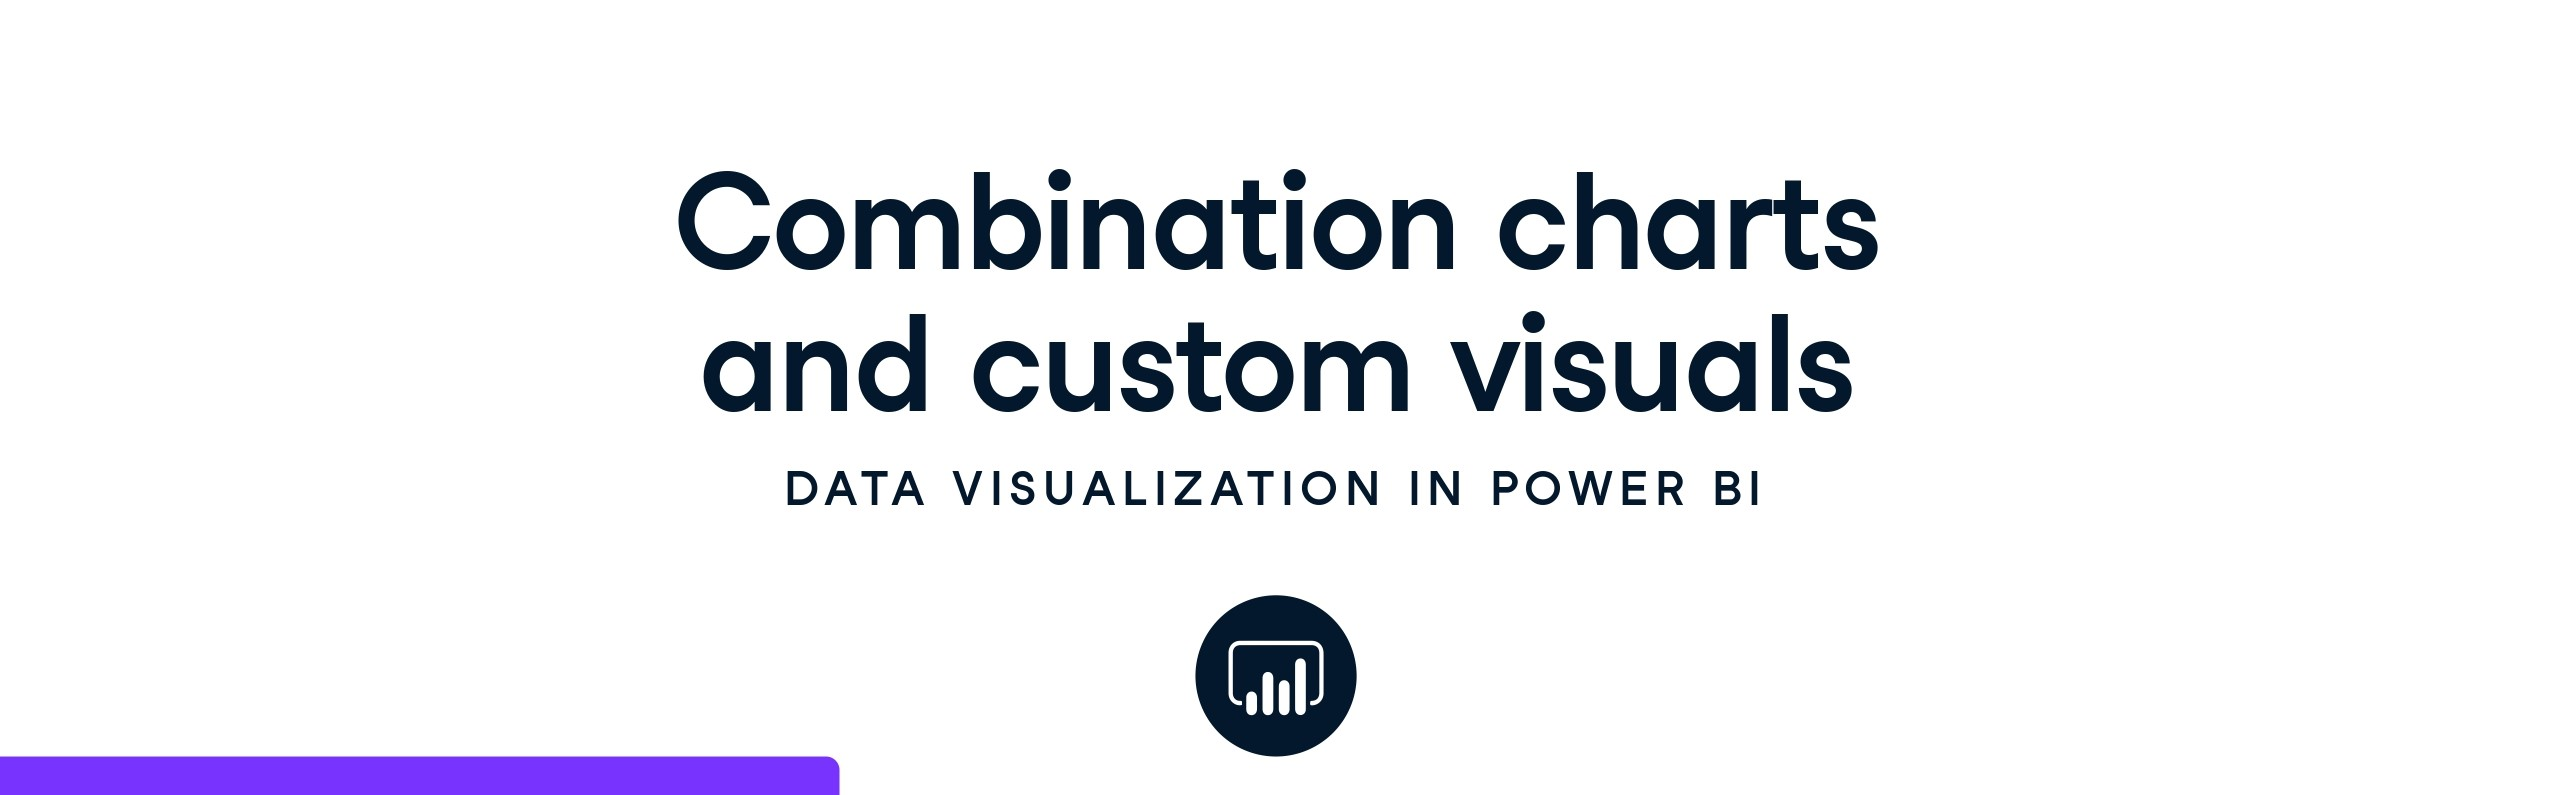 Combination charts
and custom visuals
DATA VISUALIZATION IN POWER BI